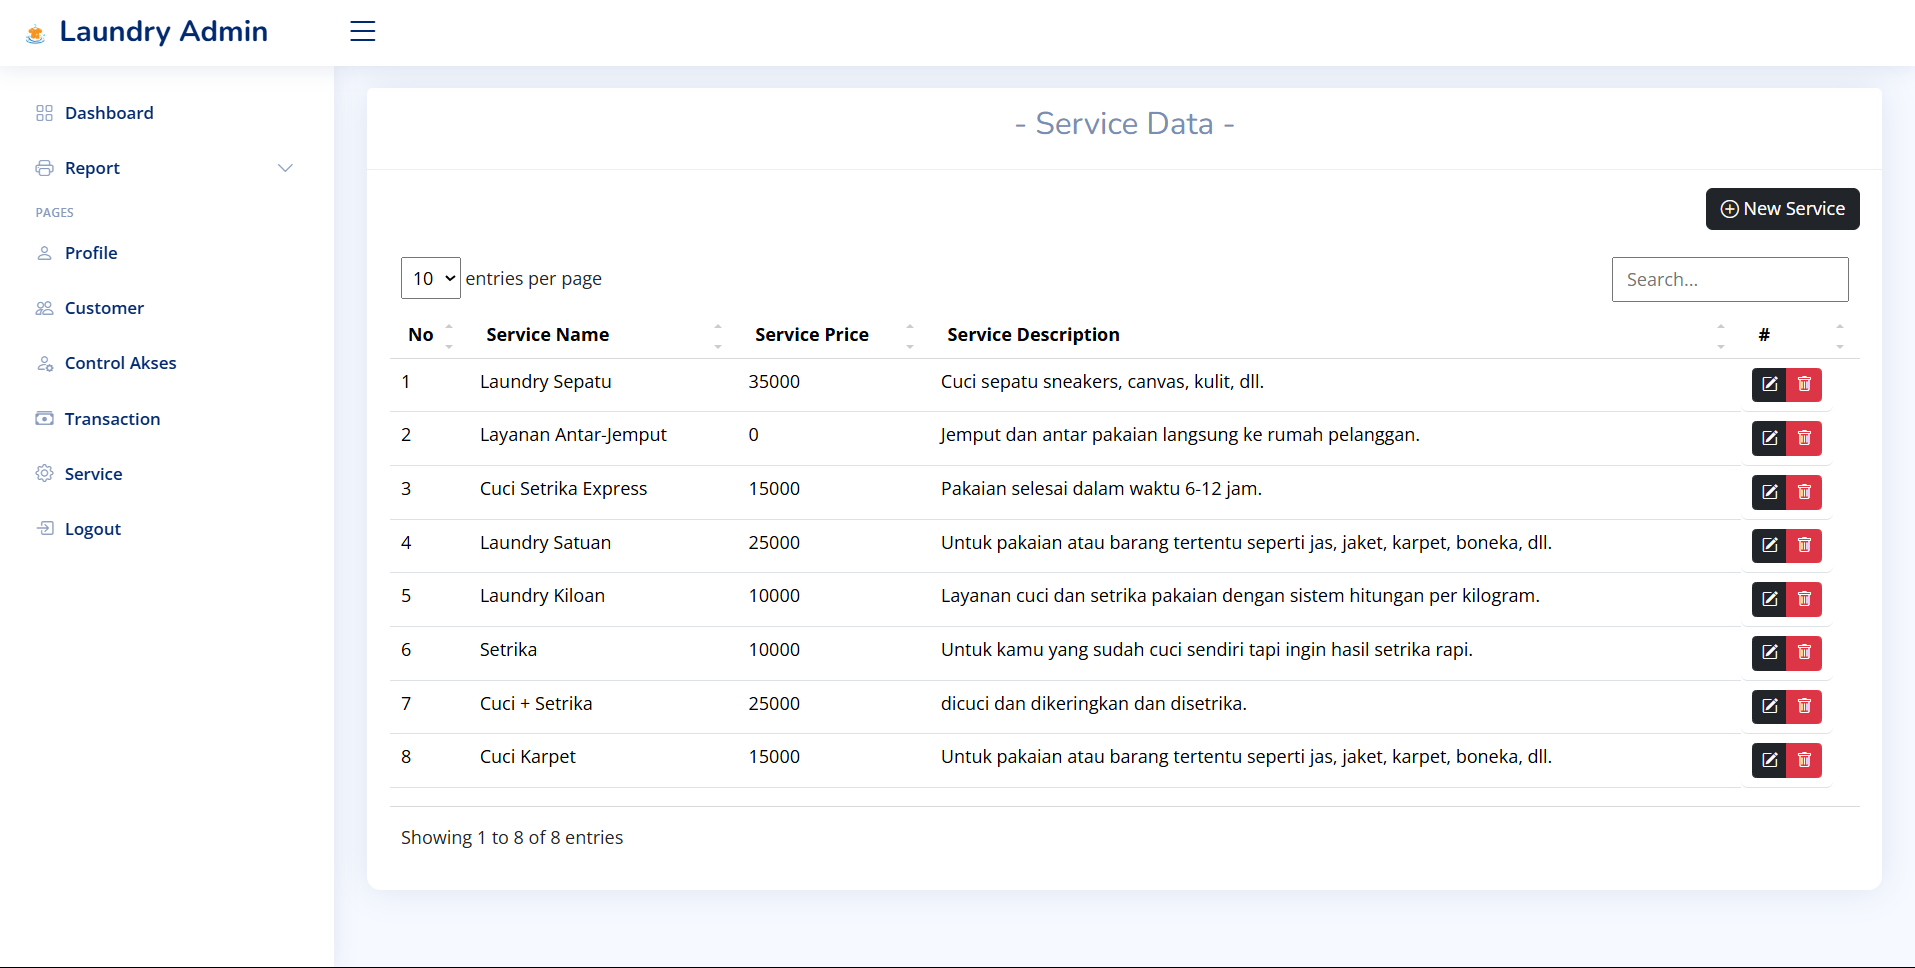 Laundry Admin
Dashboard
Report
PAGES
Profile
Customer
Control Akses
Transaction
Service
Logout
- Service Data -
New Service
10 entries per page
Search...
No Service Name Service Price Service Description #
1 Laundry Sepatu 35000 Cuci sepatu sneakers, canvas, kulit, dll.
2 Layanan Antar-Jemput 0 Jemput dan antar pakaian langsung ke rumah pelanggan.
3 Cuci Setrika Express 15000 Pakaian selesai dalam waktu 6-12 jam.
4 Laundry Satuan 25000 Untuk pakaian atau barang tertentu seperti jas, jaket, karpet, boneka, dll.
5 Laundry Kiloan 10000 Layanan cuci dan setrika pakaian dengan sistem hitungan per kilogram.
6 Setrika 10000 Untuk kamu yang sudah cuci sendiri tapi ingin hasil setrika rapi.
7 Cuci + Setrika 25000 dicuci dan dikeringkan dan disetrika.
8 Cuci Karpet 15000 Untuk pakaian atau barang tertentu seperti jas, jaket, karpet, boneka, dll.
Showing 1 to 8 of 8 entries